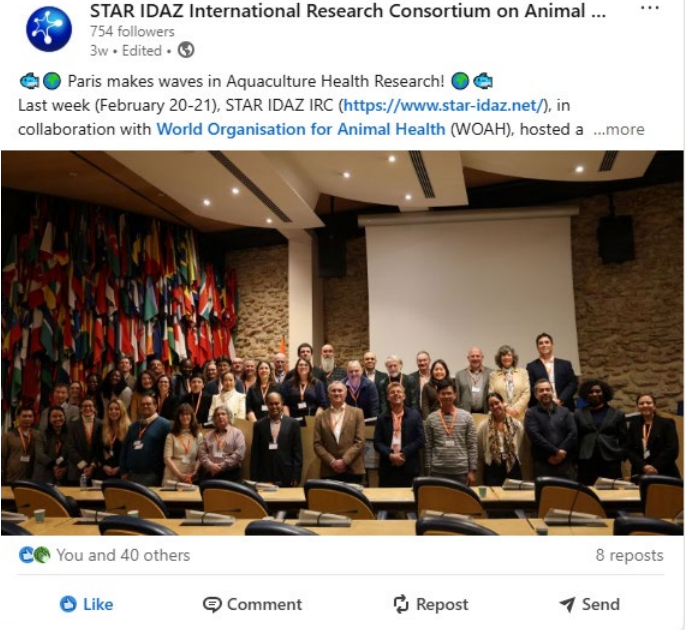 STAR IDAZ International Research Consortium on Animal ...
754 followers
3w • Edited •
Paris makes waves in Aquaculture Health Research!
Last week (February 20-21), STAR IDAZ IRC (https://www.star-idaz.net/), in
collaboration with World Organisation for Animal Health (WOAH), hosted a ...more
You and 40 others
8 reposts
Like
Comment
Repost
Send